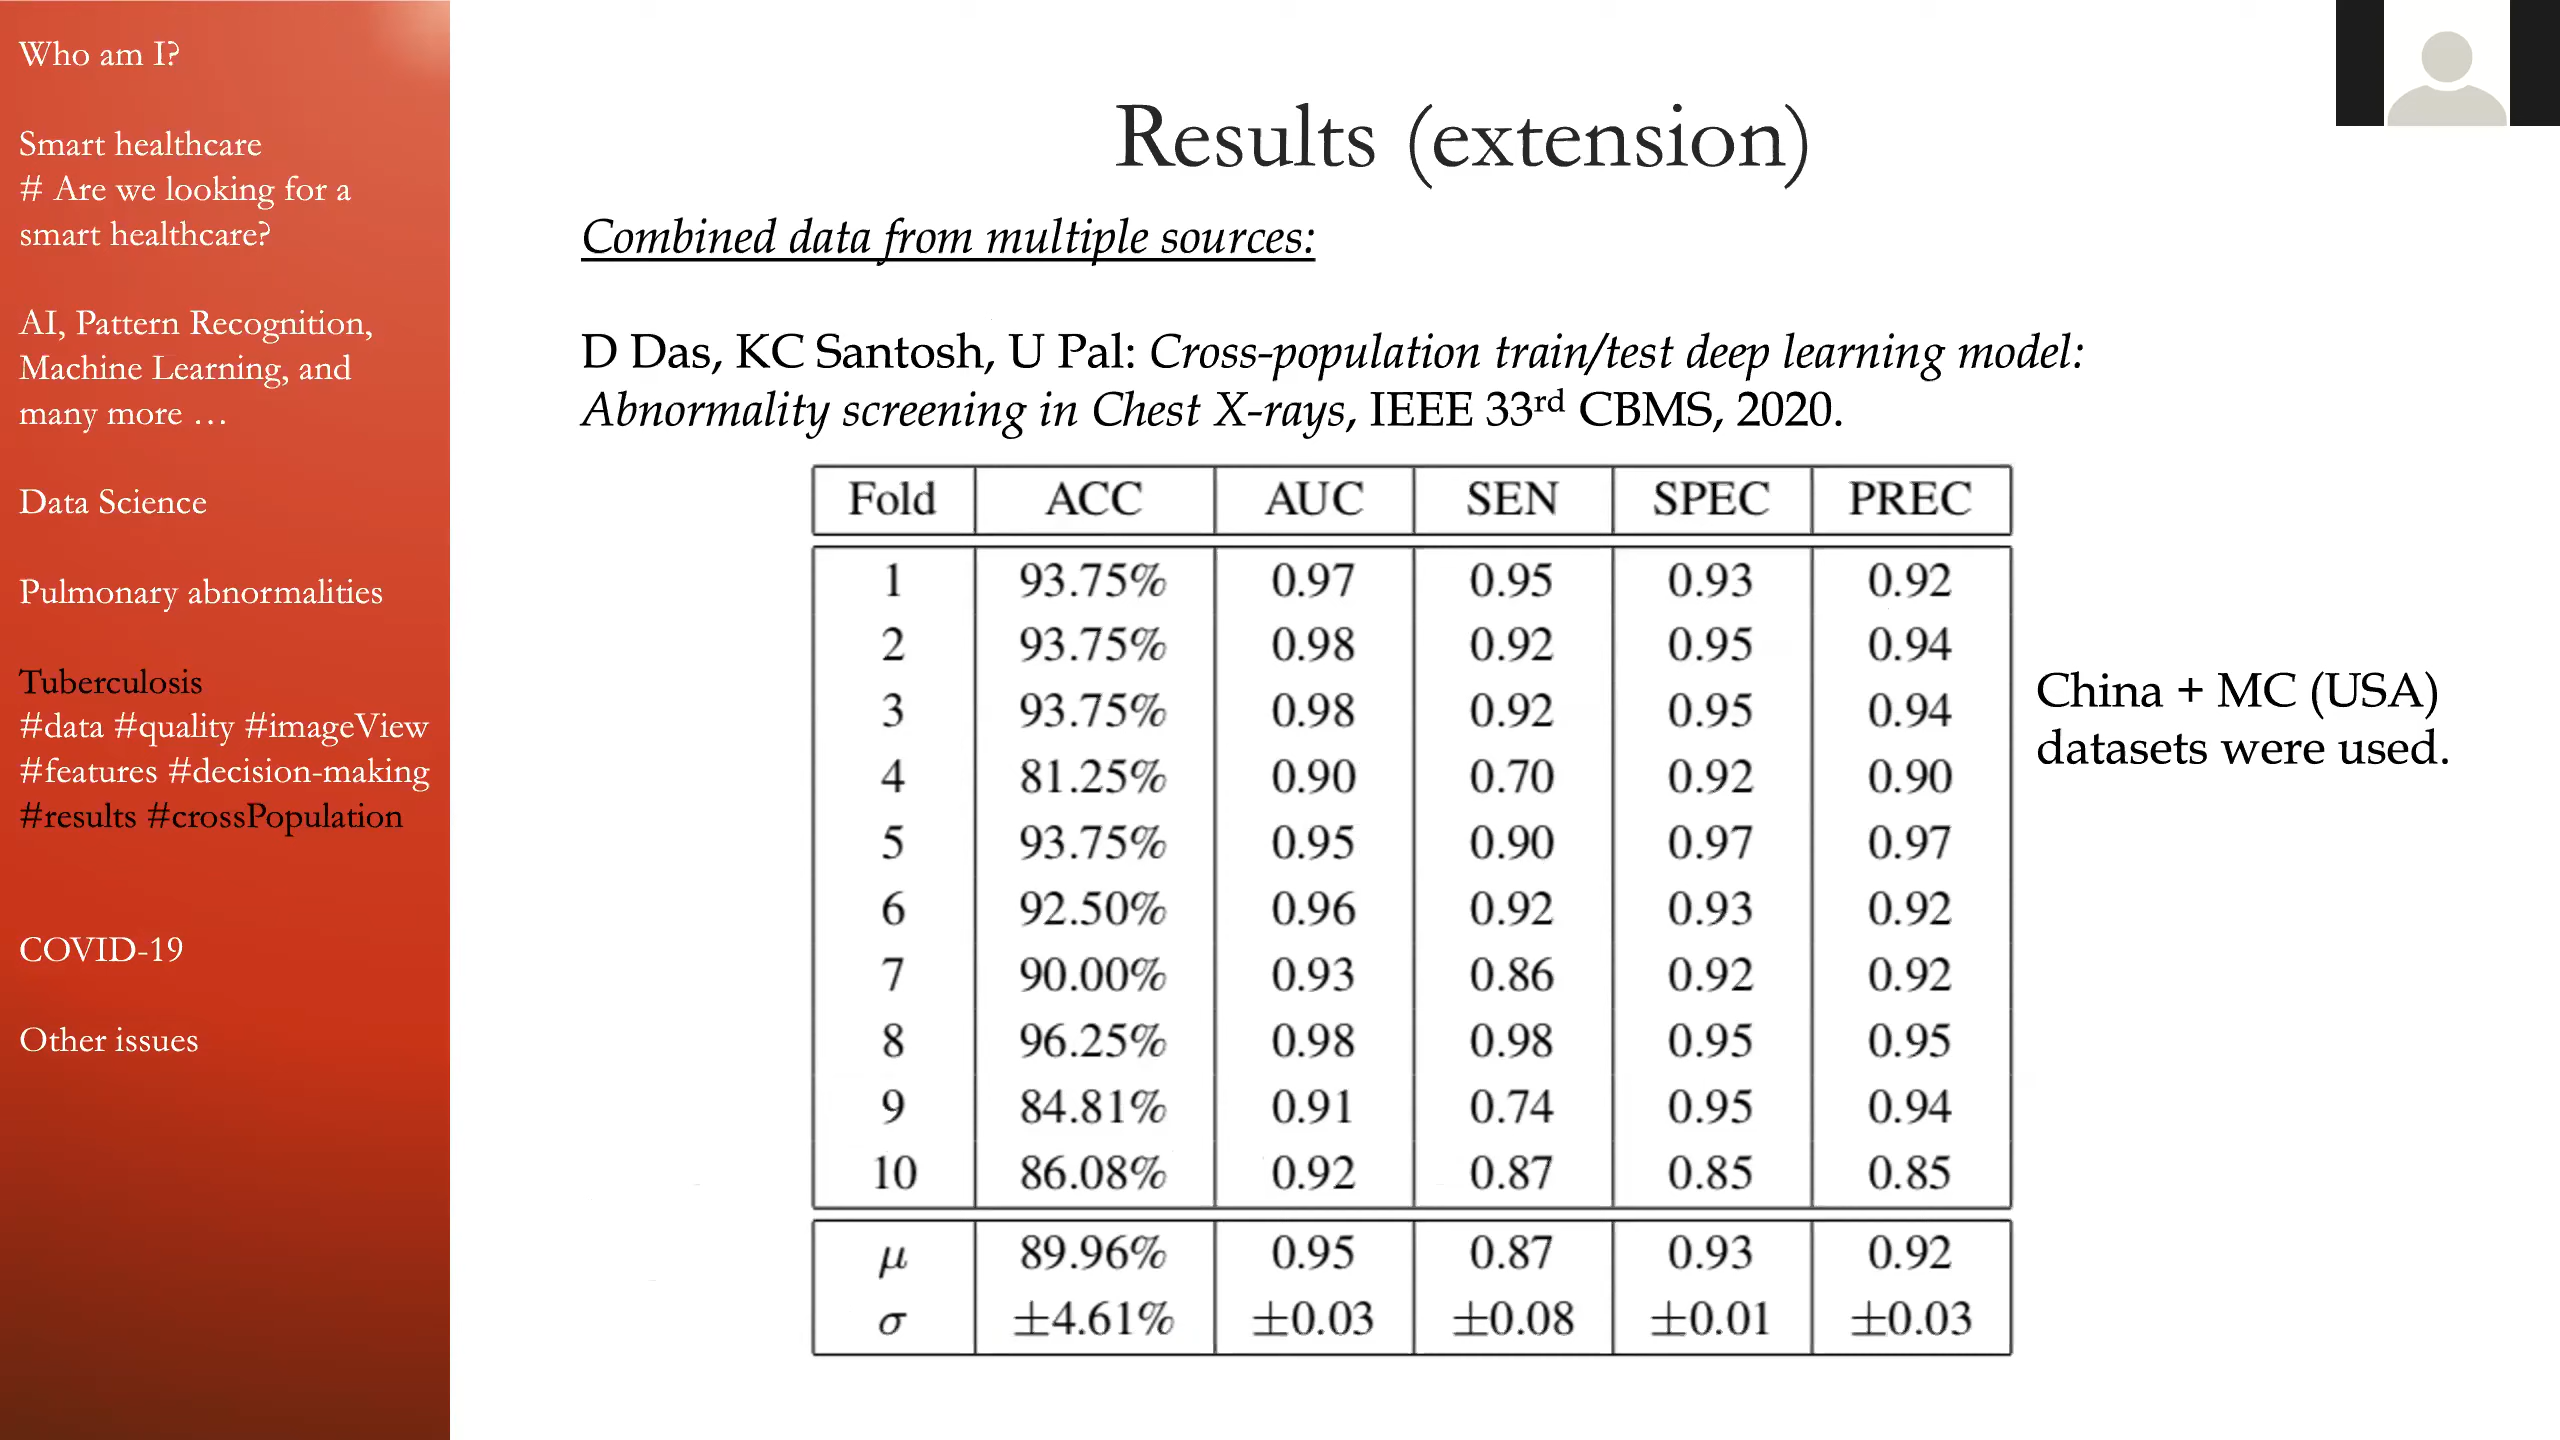 Who am I?
Smart healthcare
# Are we looking for a
smart healthcare?
AI, Pattern Recognition,
Machine Learning, and
many more …
Data Science
Pulmonary abnormalities
Tuberculosis
#data #quality #imageView
#features #decision-making
#results #crossPopulation
COVID-19
Other issues
Results (extension)
Combined data from multiple sources:
D Das, KC Santosh, U Pal: Cross-population train/test deep learning model:
Abnormality screening in Chest X-rays, IEEE 33rd CBMS, 2020.
Fold ACC AUC SEN SPEC PREC
1 93.75% 0.97 0.95 0.93 0.92
2 93.75% 0.98 0.92 0.95 0.94
3 93.75% 0.98 0.92 0.95 0.94
4 81.25% 0.90 0.70 0.92 0.90
5 93.75% 0.95 0.90 0.97 0.97
6 92.50% 0.96 0.92 0.93 0.92
7 90.00% 0.93 0.86 0.92 0.92
8 96.25% 0.98 0.98 0.95 0.95
9 84.81% 0.91 0.74 0.95 0.94
10 86.08% 0.92 0.87 0.85 0.85
μ 89.96% 0.95 0.87 0.93 0.92
σ ±4.61% ±0.03 ±0.08 ±0.01 ±0.03
China + MC (USA)
datasets were used.